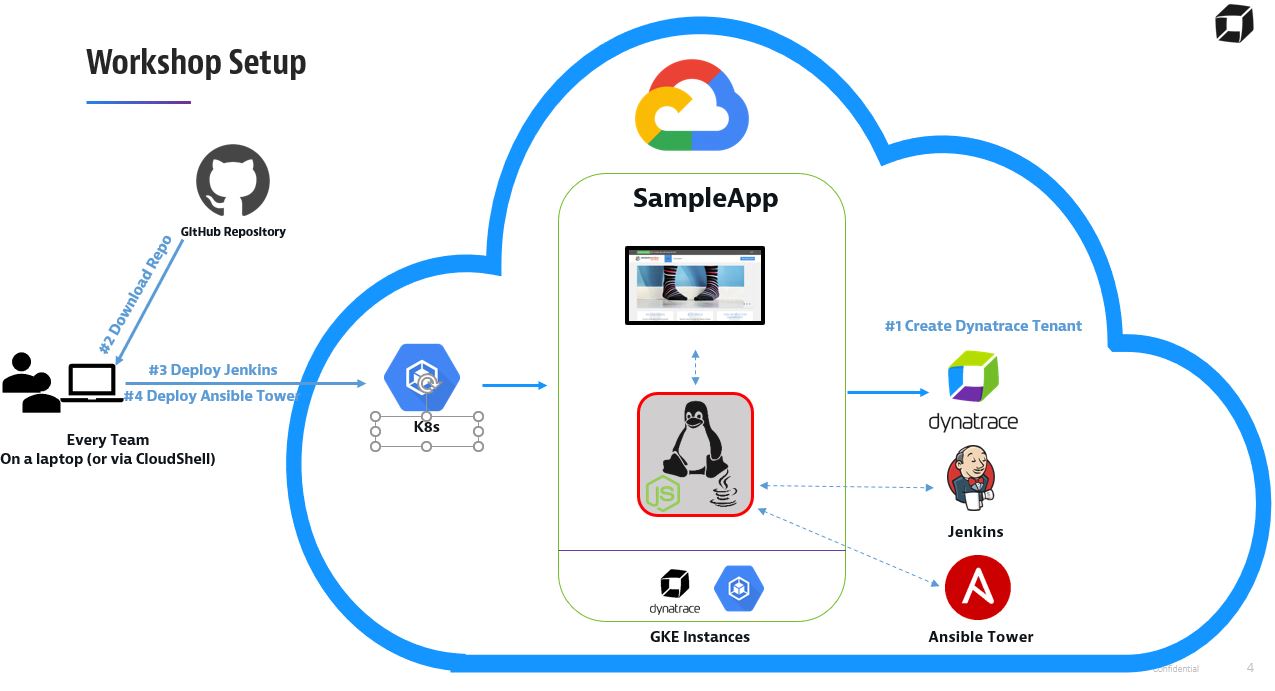 Workshop Setup
GitHub Repository
#2 Download Repo
#3 Deploy Jenkins
#4 Deploy Ansible Tower
Every Team
On a laptop (or via CloudShell)
K8s
SampleApp
JS
dynatrace
GKE Instances
#1 Create Dynatrace Tenant
dynatrace
Jenkins
Ansible Tower
Confidential
4